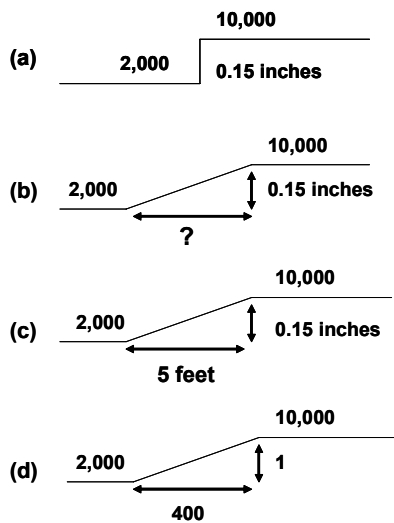 10,000
(a)
2,000
0.15 inches
10,000
(b)
2,000
0.15 inches
?
10,000
(c)
2,000
0.15 inches
5 feet
10,000
(d)
2,000
1
400